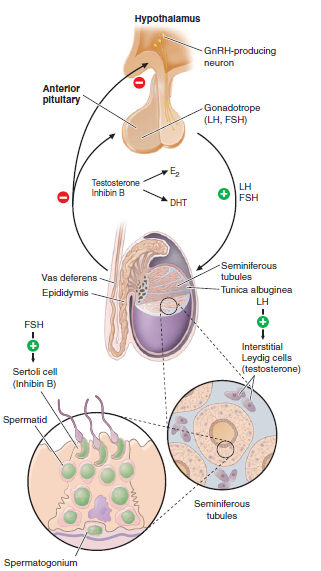 Hypothalamus
GnRH-producing
neuron
Anterior
pituitary
Gonadotrope
(LH, FSH)
Testosterone
Inhibin B
E2
DHT
LH
FSH
Vas deferens
Epididymis
Seminiferous
tubules
Tunica albuginea
LH
Interstitial
Leydig cells
(testosterone)
FSH
Sertoli cell
(Inhibin B)
Spermatid
Seminiferous
tubules
Spermatogonium